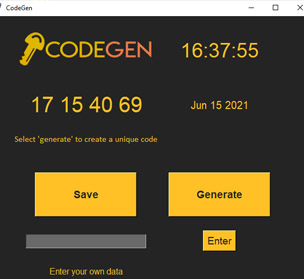 CodeGen
CODEGEN
16:37:55
17 15 40 69
Jun 15 2021
Select 'generate' to create a unique code
Save
Generate
Enter
Enter your own data